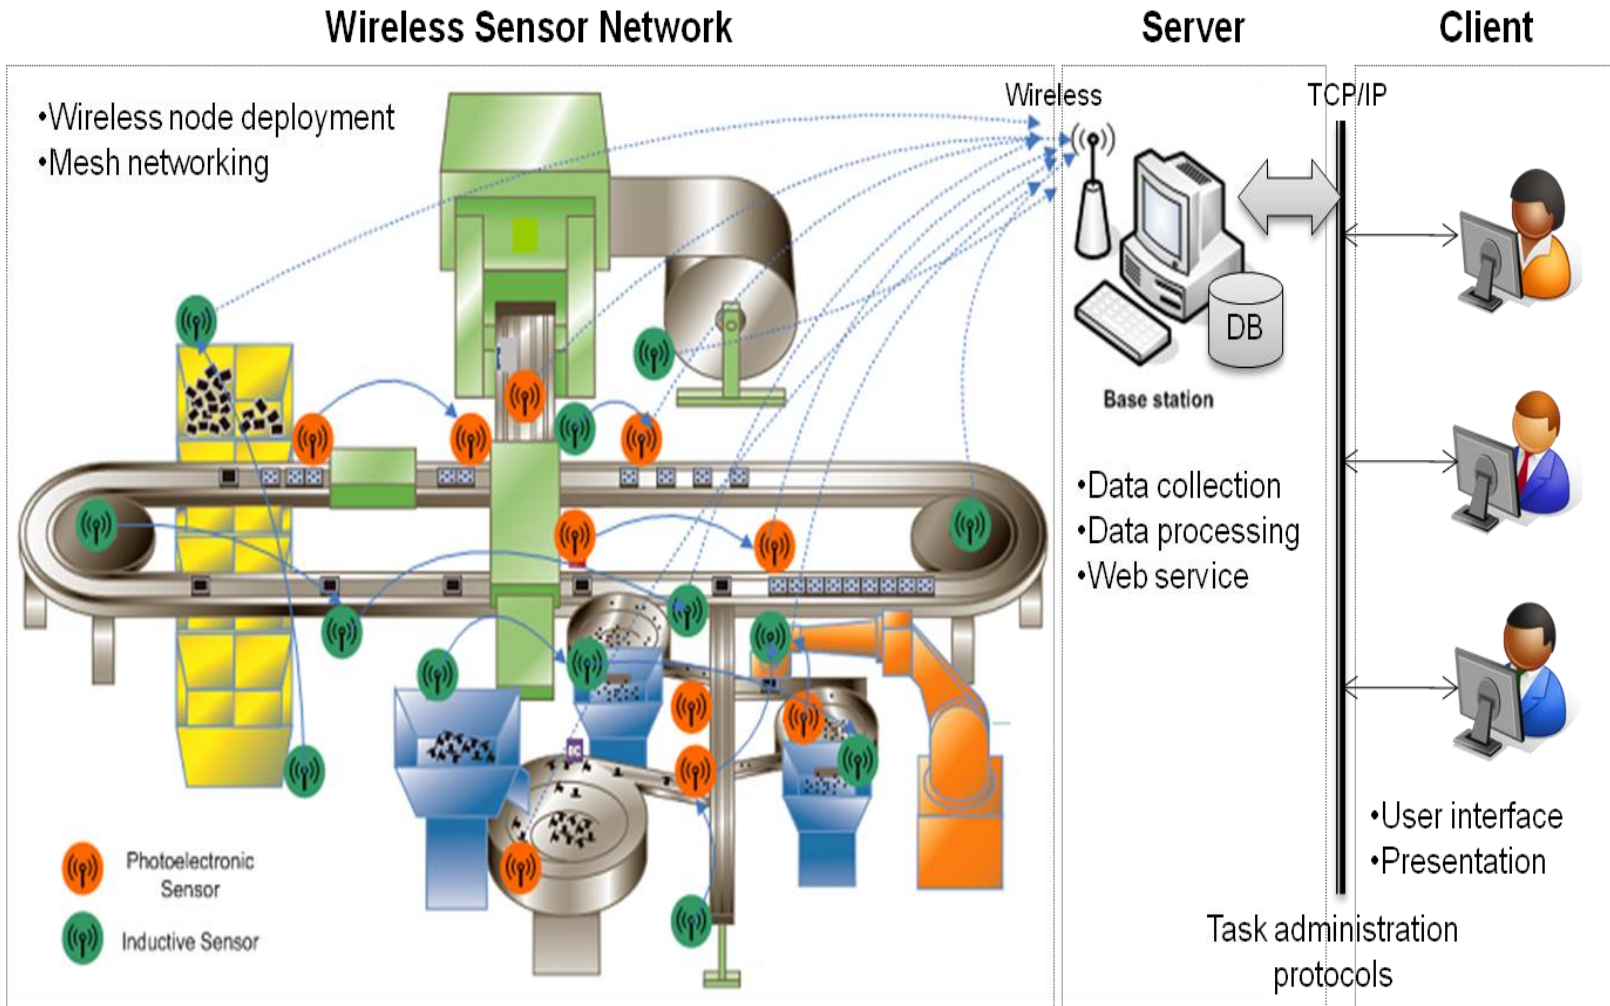 Wireless Sensor Network
Server
Client
•Wireless node deployment
•Mesh networking
Wireless
TCP/IP
DB
Base station
•Data collection
•Data processing
•Web service
•User interface
•Presentation
Photoelectronic
Sensor
Inductive Sensor
Task administration
protocols